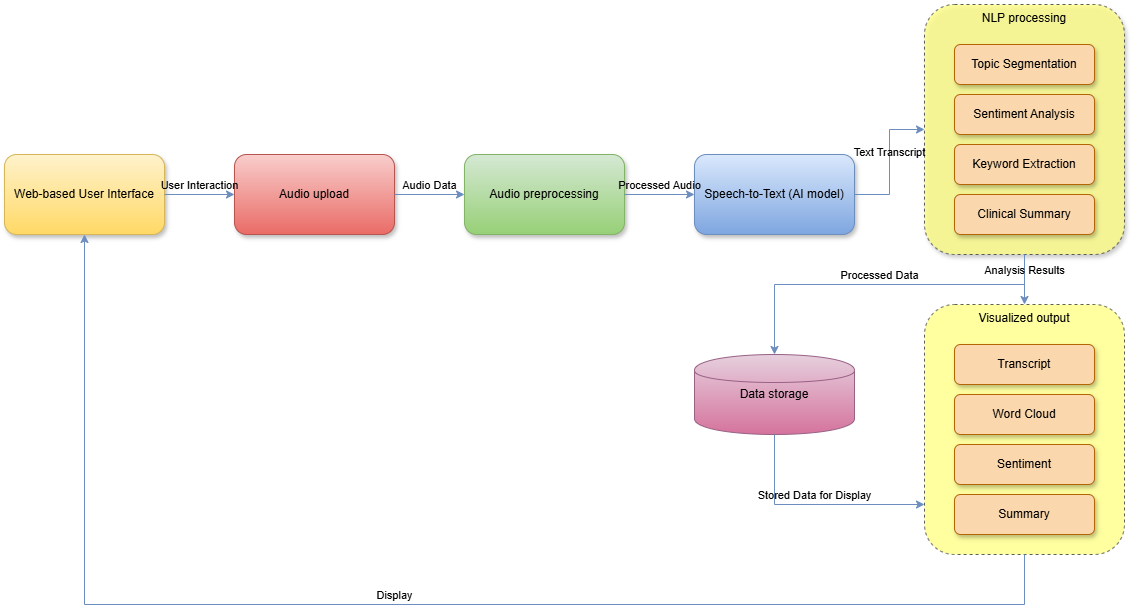 NLP processing
Topic Segmentation
Sentiment Analysis
Keyword Extraction
Clinical Summary
Web-based User Interface
User Interaction
Audio upload
Audio Data
Audio preprocessing
Processed Audio
Speech-to-Text (AI model)
Text Transcript
Processed Data
Analysis Results
Visualized output
Transcript
Word Cloud
Sentiment
Summary
Data storage
Stored Data for Display
Display